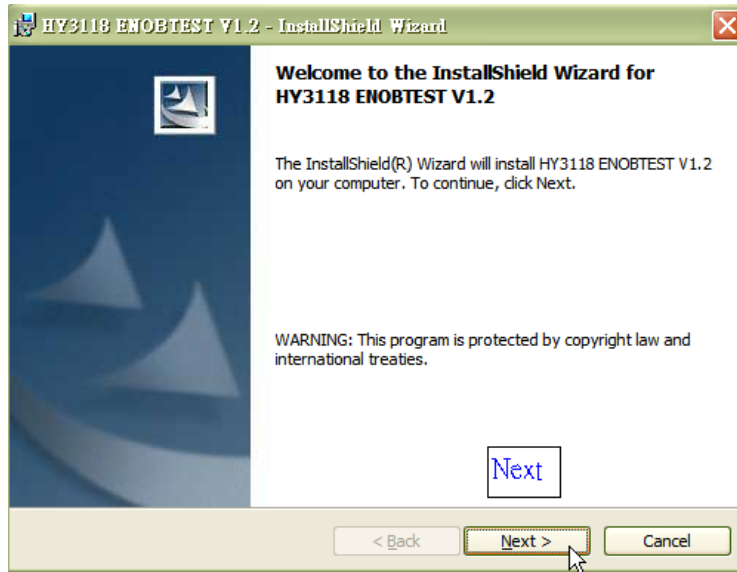 HY3118 ENOBTEST V1.2 - InstallShield Wizard
Welcome to the InstallShield Wizard for
HY3118 ENOBTEST V1.2
The InstallShield(R) Wizard will install HY3118 ENOBTEST V1.2
on your computer. To continue, click Next.
WARNING: This program is protected by copyright law and
international treaties.
Next
< Back Next > Cancel